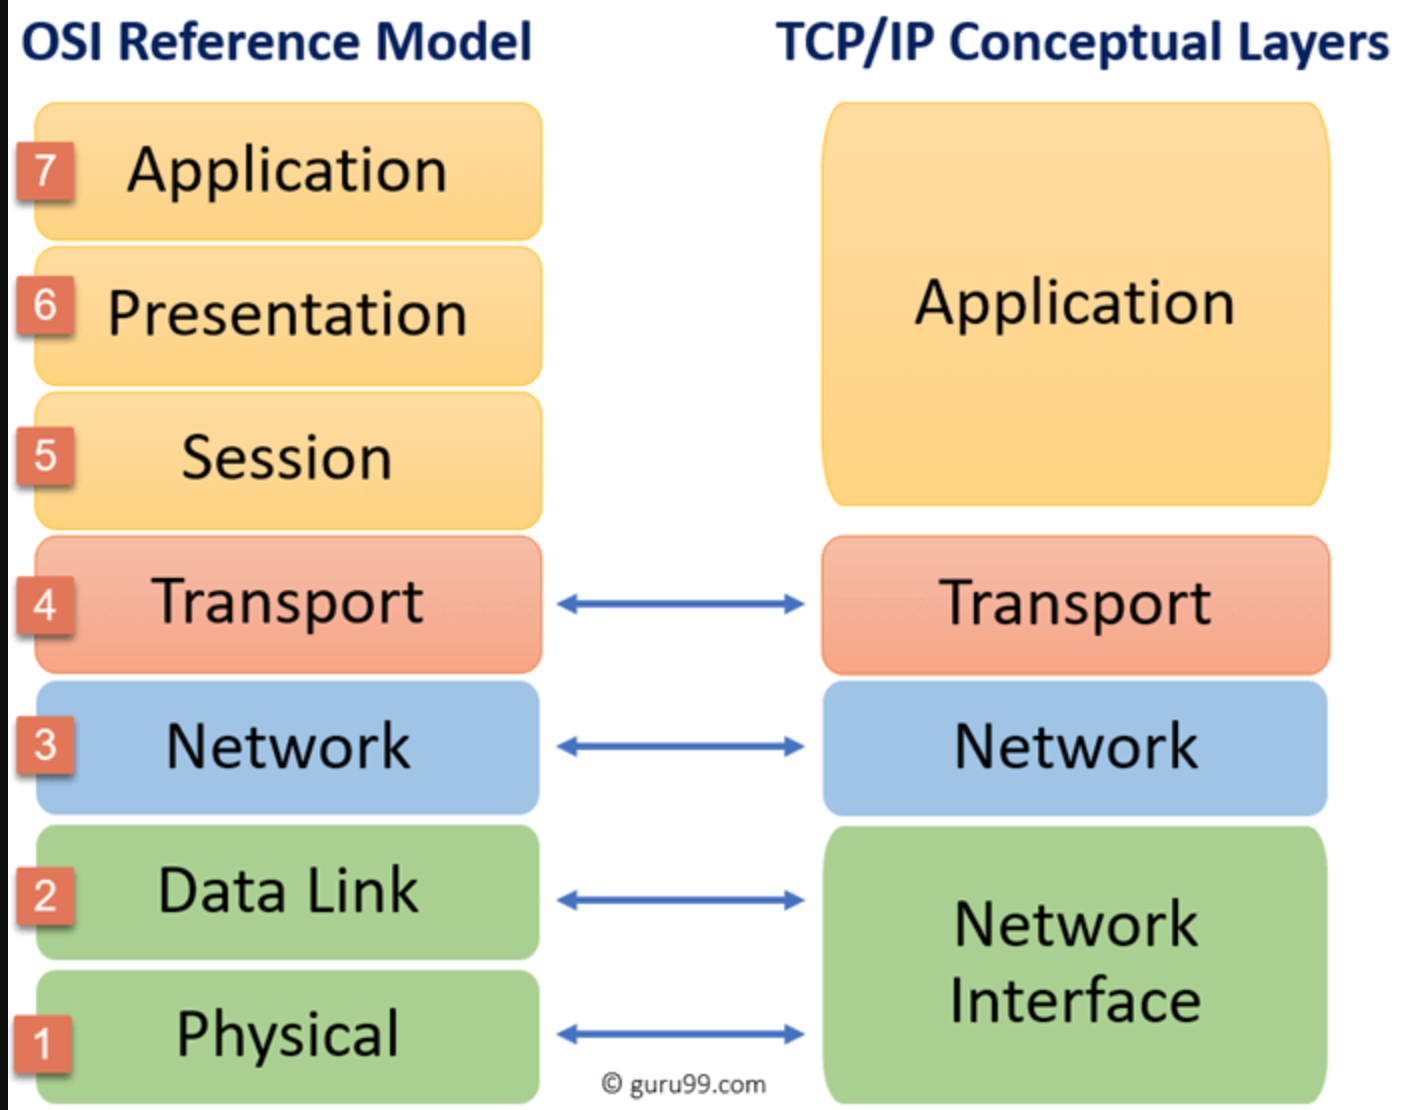 OSI Reference Model
TCP/IP Conceptual Layers
7 Application
6 Presentation
5 Session
Application
4 Transport
Transport
3 Network
Network
2 Data Link
1 Physical
Network
Interface
© guru99.com